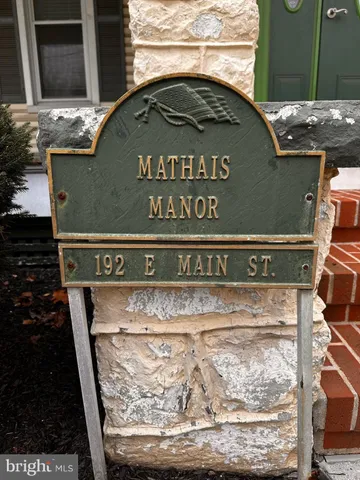 MATHAIS
MANOR
192 E MAIN ST.
bright MLS